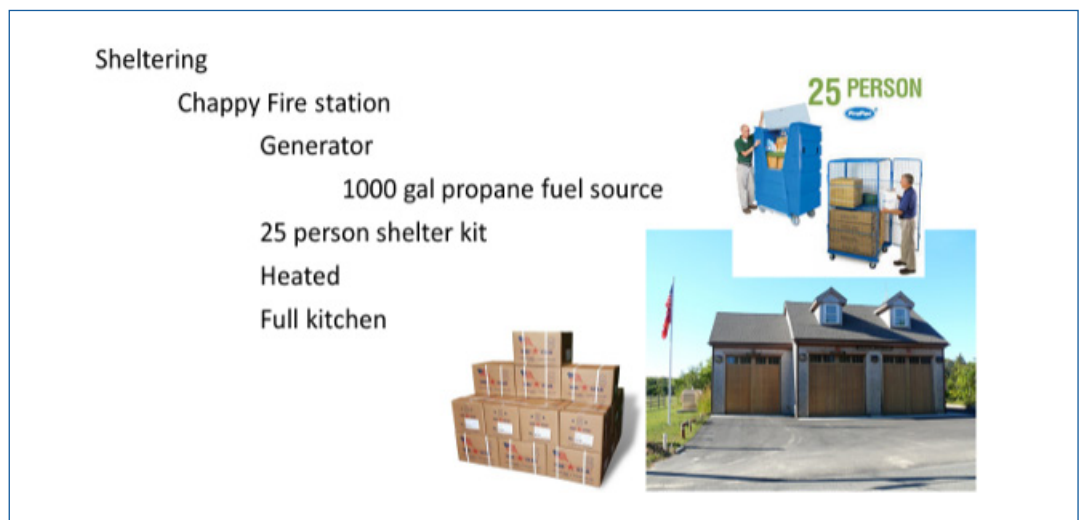 Sheltering
Chappy Fire station
Generator
1000 gal propane fuel source
25 person shelter kit
Heated
Full kitchen
25 PERSON
ProPac